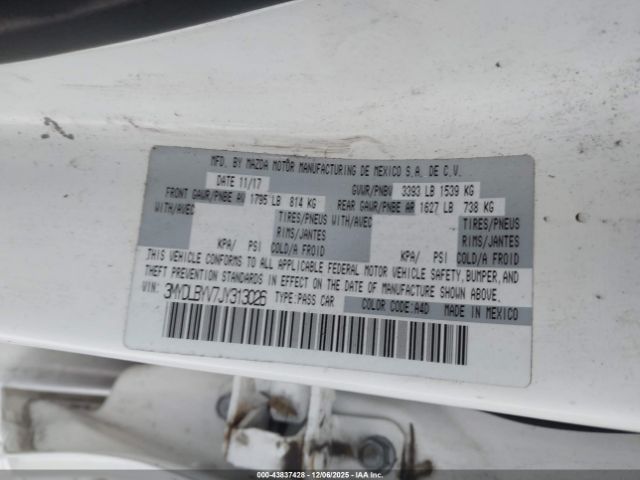 MFD. BY MAZDA MOTOR MANUFACTURING DE MEXICO S.A. DE C.V.
DATE 11/17 GVWR/PNBV 3393 LB 1539 KG
FRONT GAWR/PNBE AV 1795 LB 814 KG REAR GAWR/PNBE AR 1627 LB 738 KG
WITH/AVEC TIRES/PNEUS WITH/AVEC TIRES/PNEUS
RIMS/JANTES RIMS/JANTES
KPA/ PSI COLD/A FROID KPA/ PSI COLD/A FROID
THIS VEHICLE CONFORMS TO ALL APPLICABLE FEDERAL MOTOR VEHICLE SAFETY, BUMPER, AND
THEFT PREVENTION STANDARDS IN EFFECT ON THE DATE OF MANUFACTURE SHOWN ABOVE.
VIN: 3MYDLBYV7JY313026 TYPE:PASS CAR COLOR CODE:A4D MADE IN MEXICO
000-43837428 - 12/06/2025 - IAA Inc.